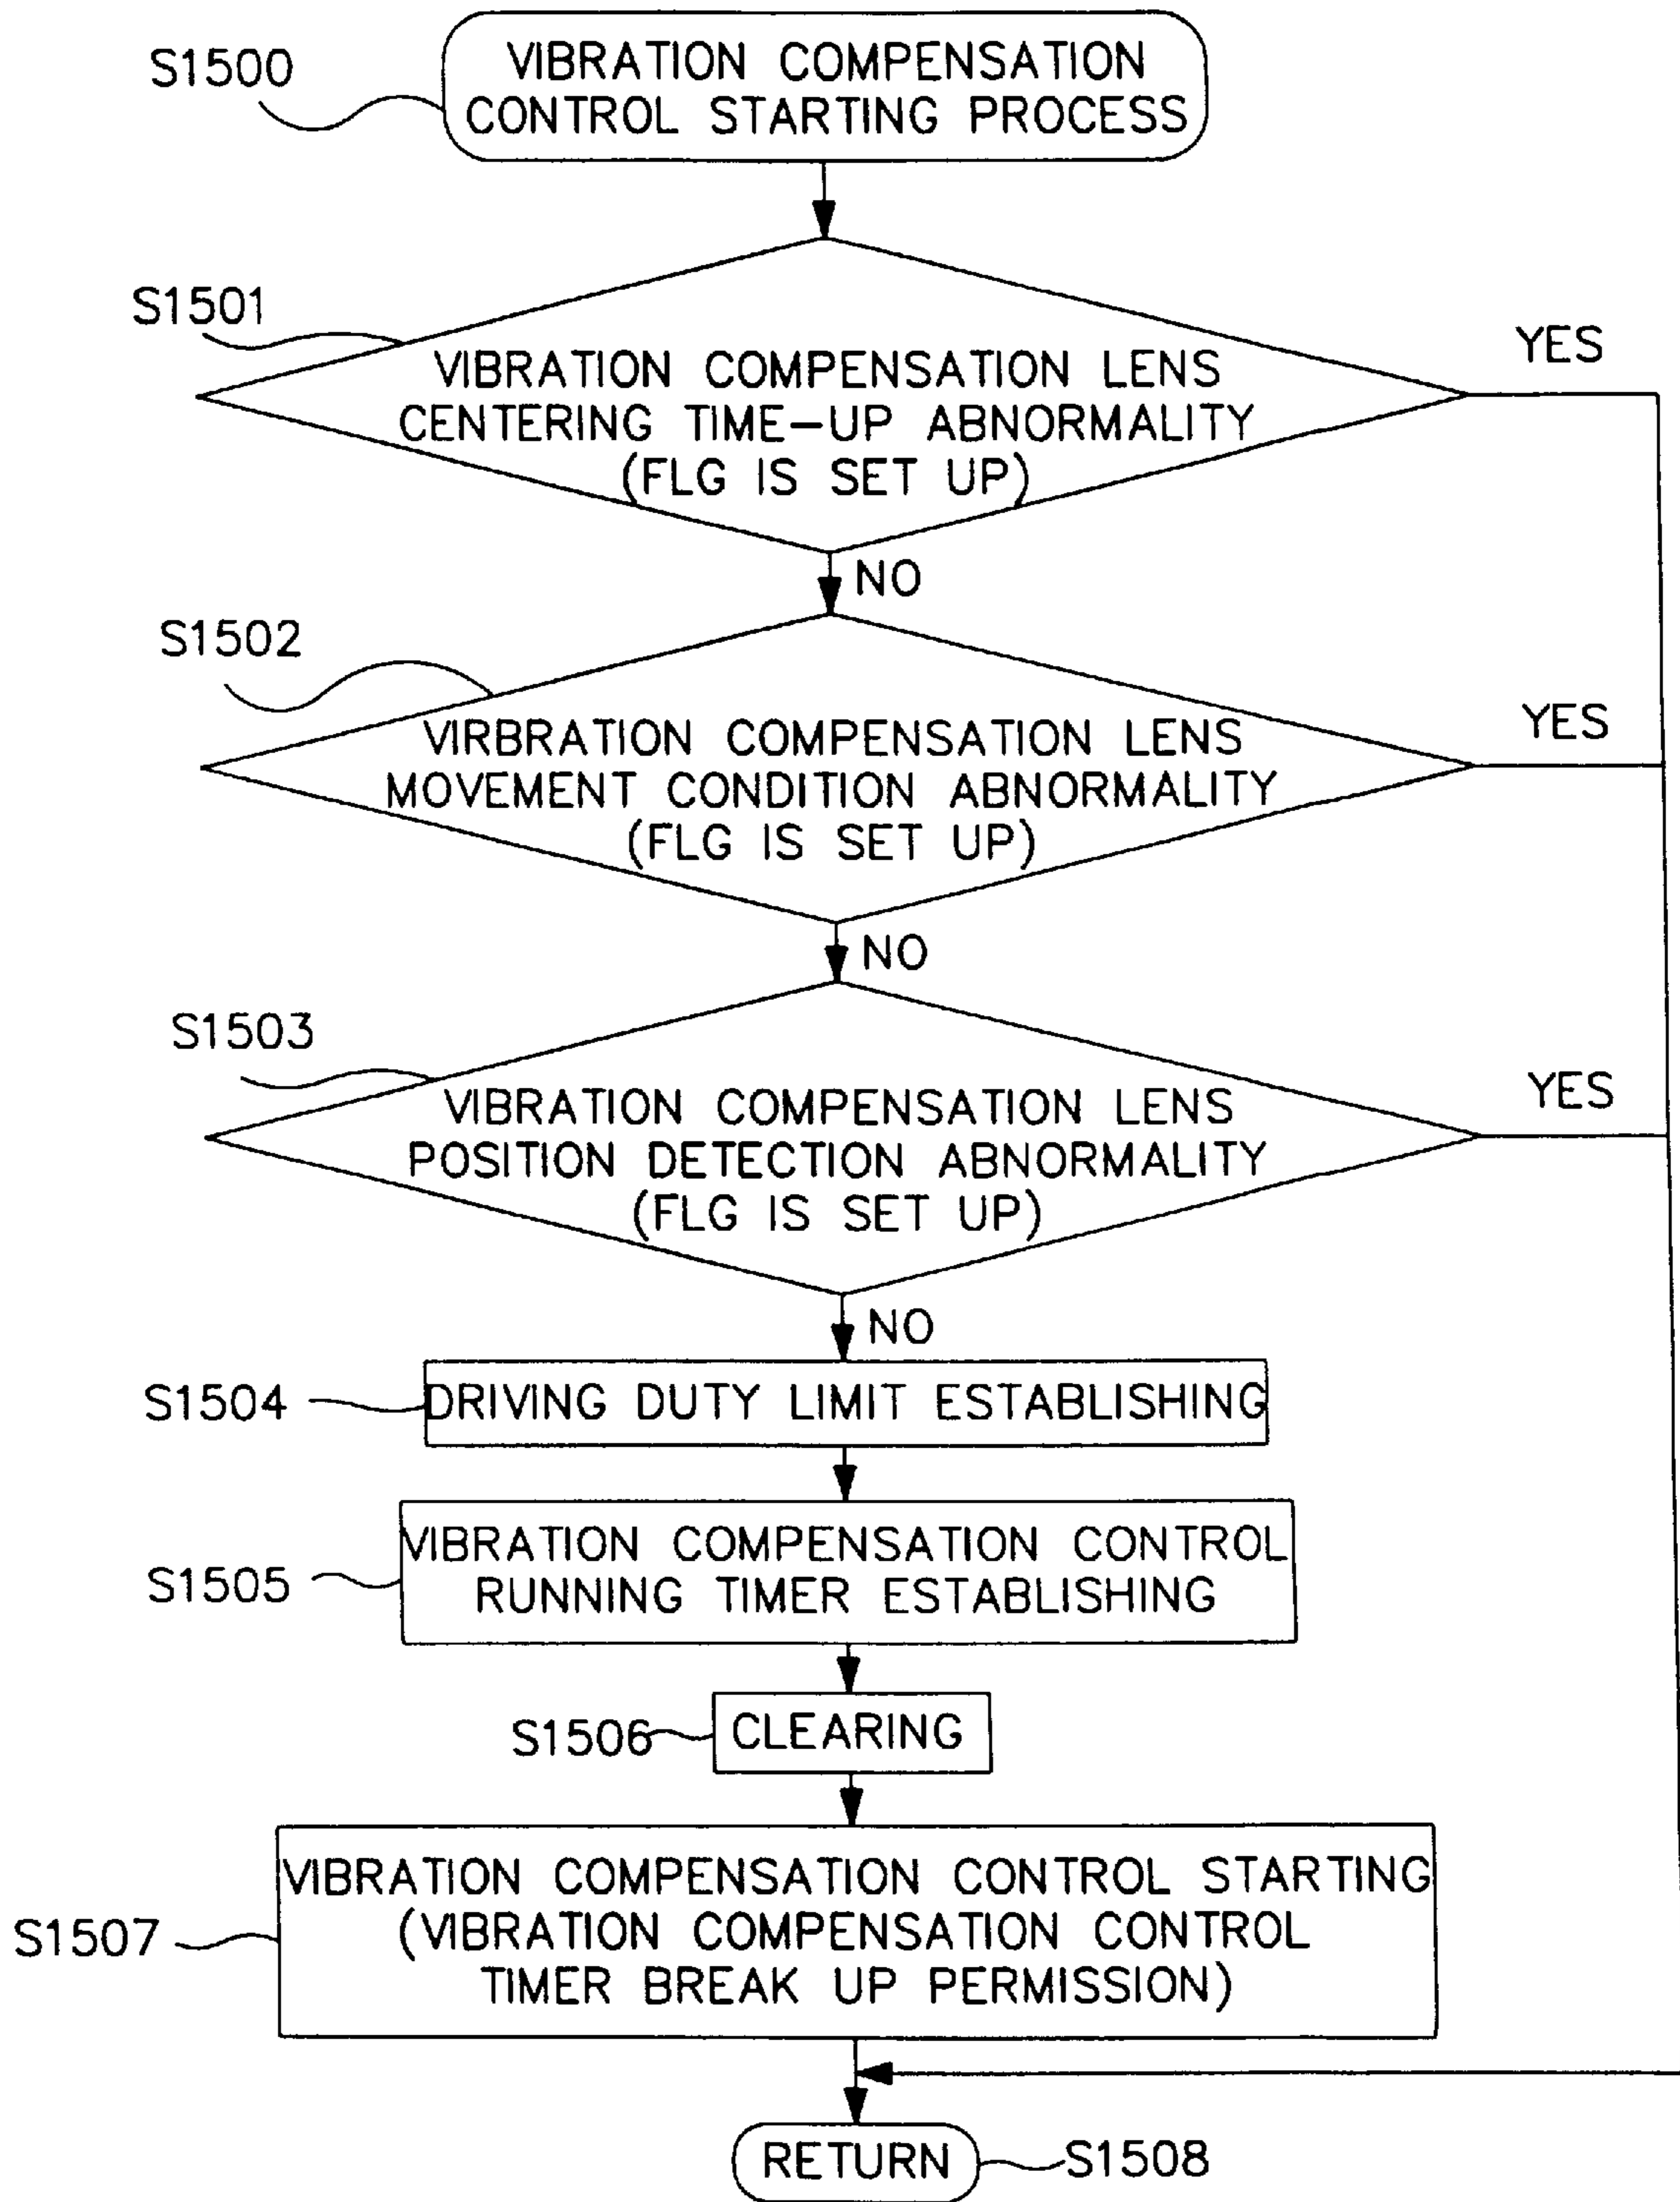 S1500
VIBRATION COMPENSATION
CONTROL STARTING PROCESS
S1501
VIBRATION COMPENSATION LENS
CENTERING TIME-UP ABNORMALITY
(FLG IS SET UP)
YES
NO
S1502
VIRBRATION COMPENSATION LENS
MOVEMENT CONDITION ABNORMALITY
(FLG IS SET UP)
YES
NO
S1503
VIBRATION COMPENSATION LENS
POSITION DETECTION ABNORMALITY
(FLG IS SET UP)
YES
NO
S1504
DRIVING DUTY LIMIT ESTABLISHING
S1505
VIBRATION COMPENSATION CONTROL
RUNNING TIMER ESTABLISHING
S1506
CLEARING
S1507
VIBRATION COMPENSATION CONTROL STARTING
(VIBRATION COMPENSATION CONTROL
TIMER BREAK UP PERMISSION)
RETURN
S1508